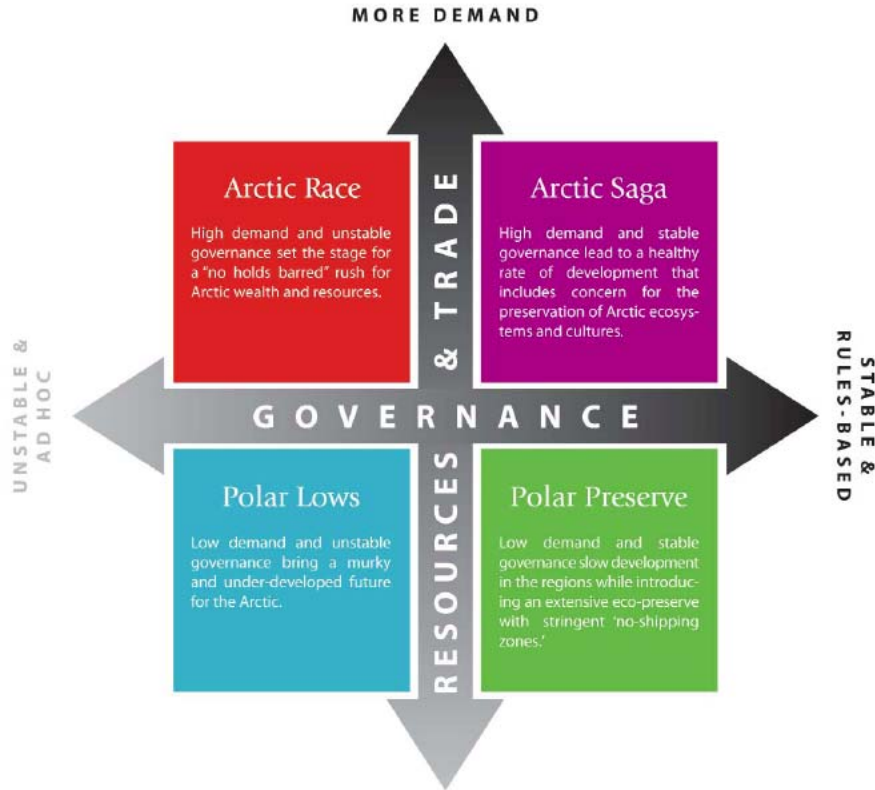 MORE DEMAND
Arctic Race
High demand and unstable
governance set the stage for
a "no holds barred" rush for
Arctic wealth and resources.
Arctic Saga
High demand and stable
governance lead to a healthy
rate of development that
includes concern for the
preservation of Arctic ecosys-
tems and cultures.
UNSTABLE &
AD HOC
GOVERNANCE
STABLE &
RULES-BASED
RESOURCES & TRADE
Polar Lows
Low demand and unstable
governance bring a murky
and under-developed future
for the Arctic.
Polar Preserve
Low demand and stable
governance slow development
in the regions while introduc-
ing an extensive eco-preserve
with stringent 'no-shipping
zones.'